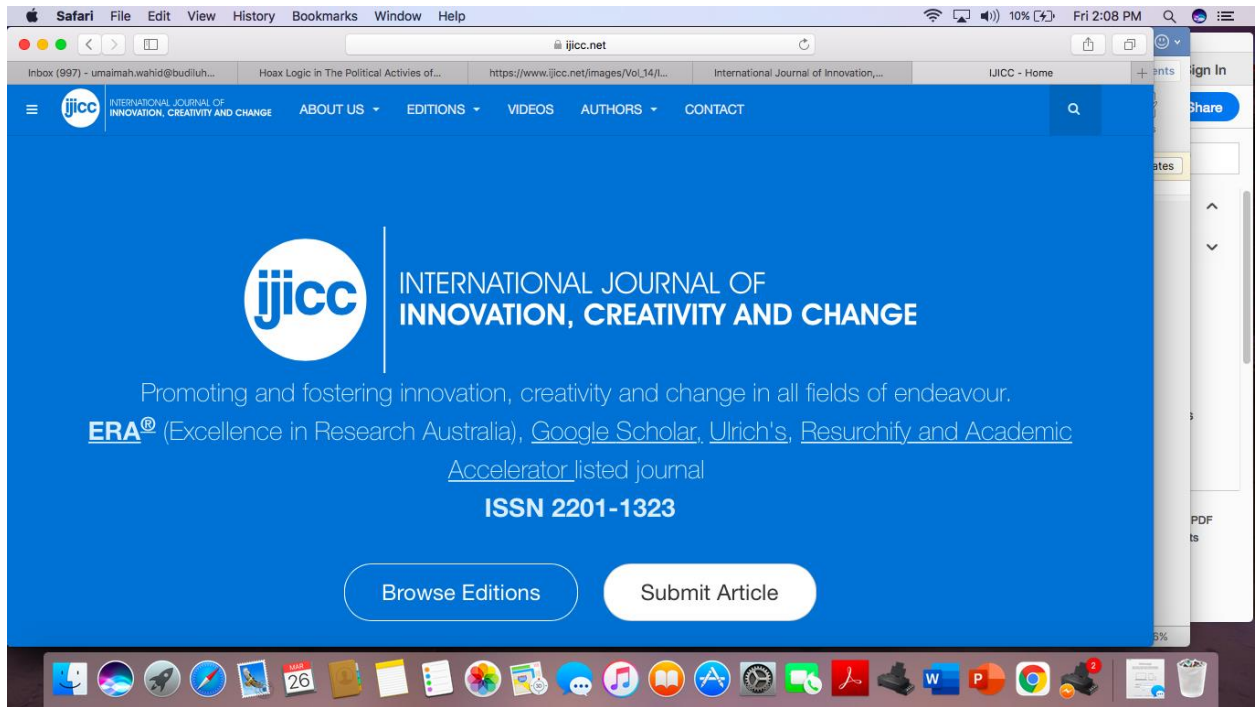 Safari File Edit View History Bookmarks Window Help 10% Fri 2:08 PM
ijicc.net
Inbox (997) - umaimah.wahid@budiluh... Hoax Logic in The Political Activies of... https://www.ijicc.net/images/Vol_14/I... International Journal of Innovation,... IJICC - Home + ents Sign In
ijicc INTERNATIONAL JOURNAL OF
INNOVATION, CREATIVITY AND CHANGE
ABOUT US EDITIONS VIDEOS AUTHORS CONTACT
Share
ates
ijicc
INTERNATIONAL JOURNAL OF
INNOVATION, CREATIVITY AND CHANGE
Promoting and fostering innovation, creativity and change in all fields of endeavour.
ERA® (Excellence in Research Australia), Google Scholar, Ulrich's, Resurchify and Academic
Accelerator listed journal
ISSN 2201-1323
PDF
ts
Browse Editions Submit Article
MAR
26
W P 2